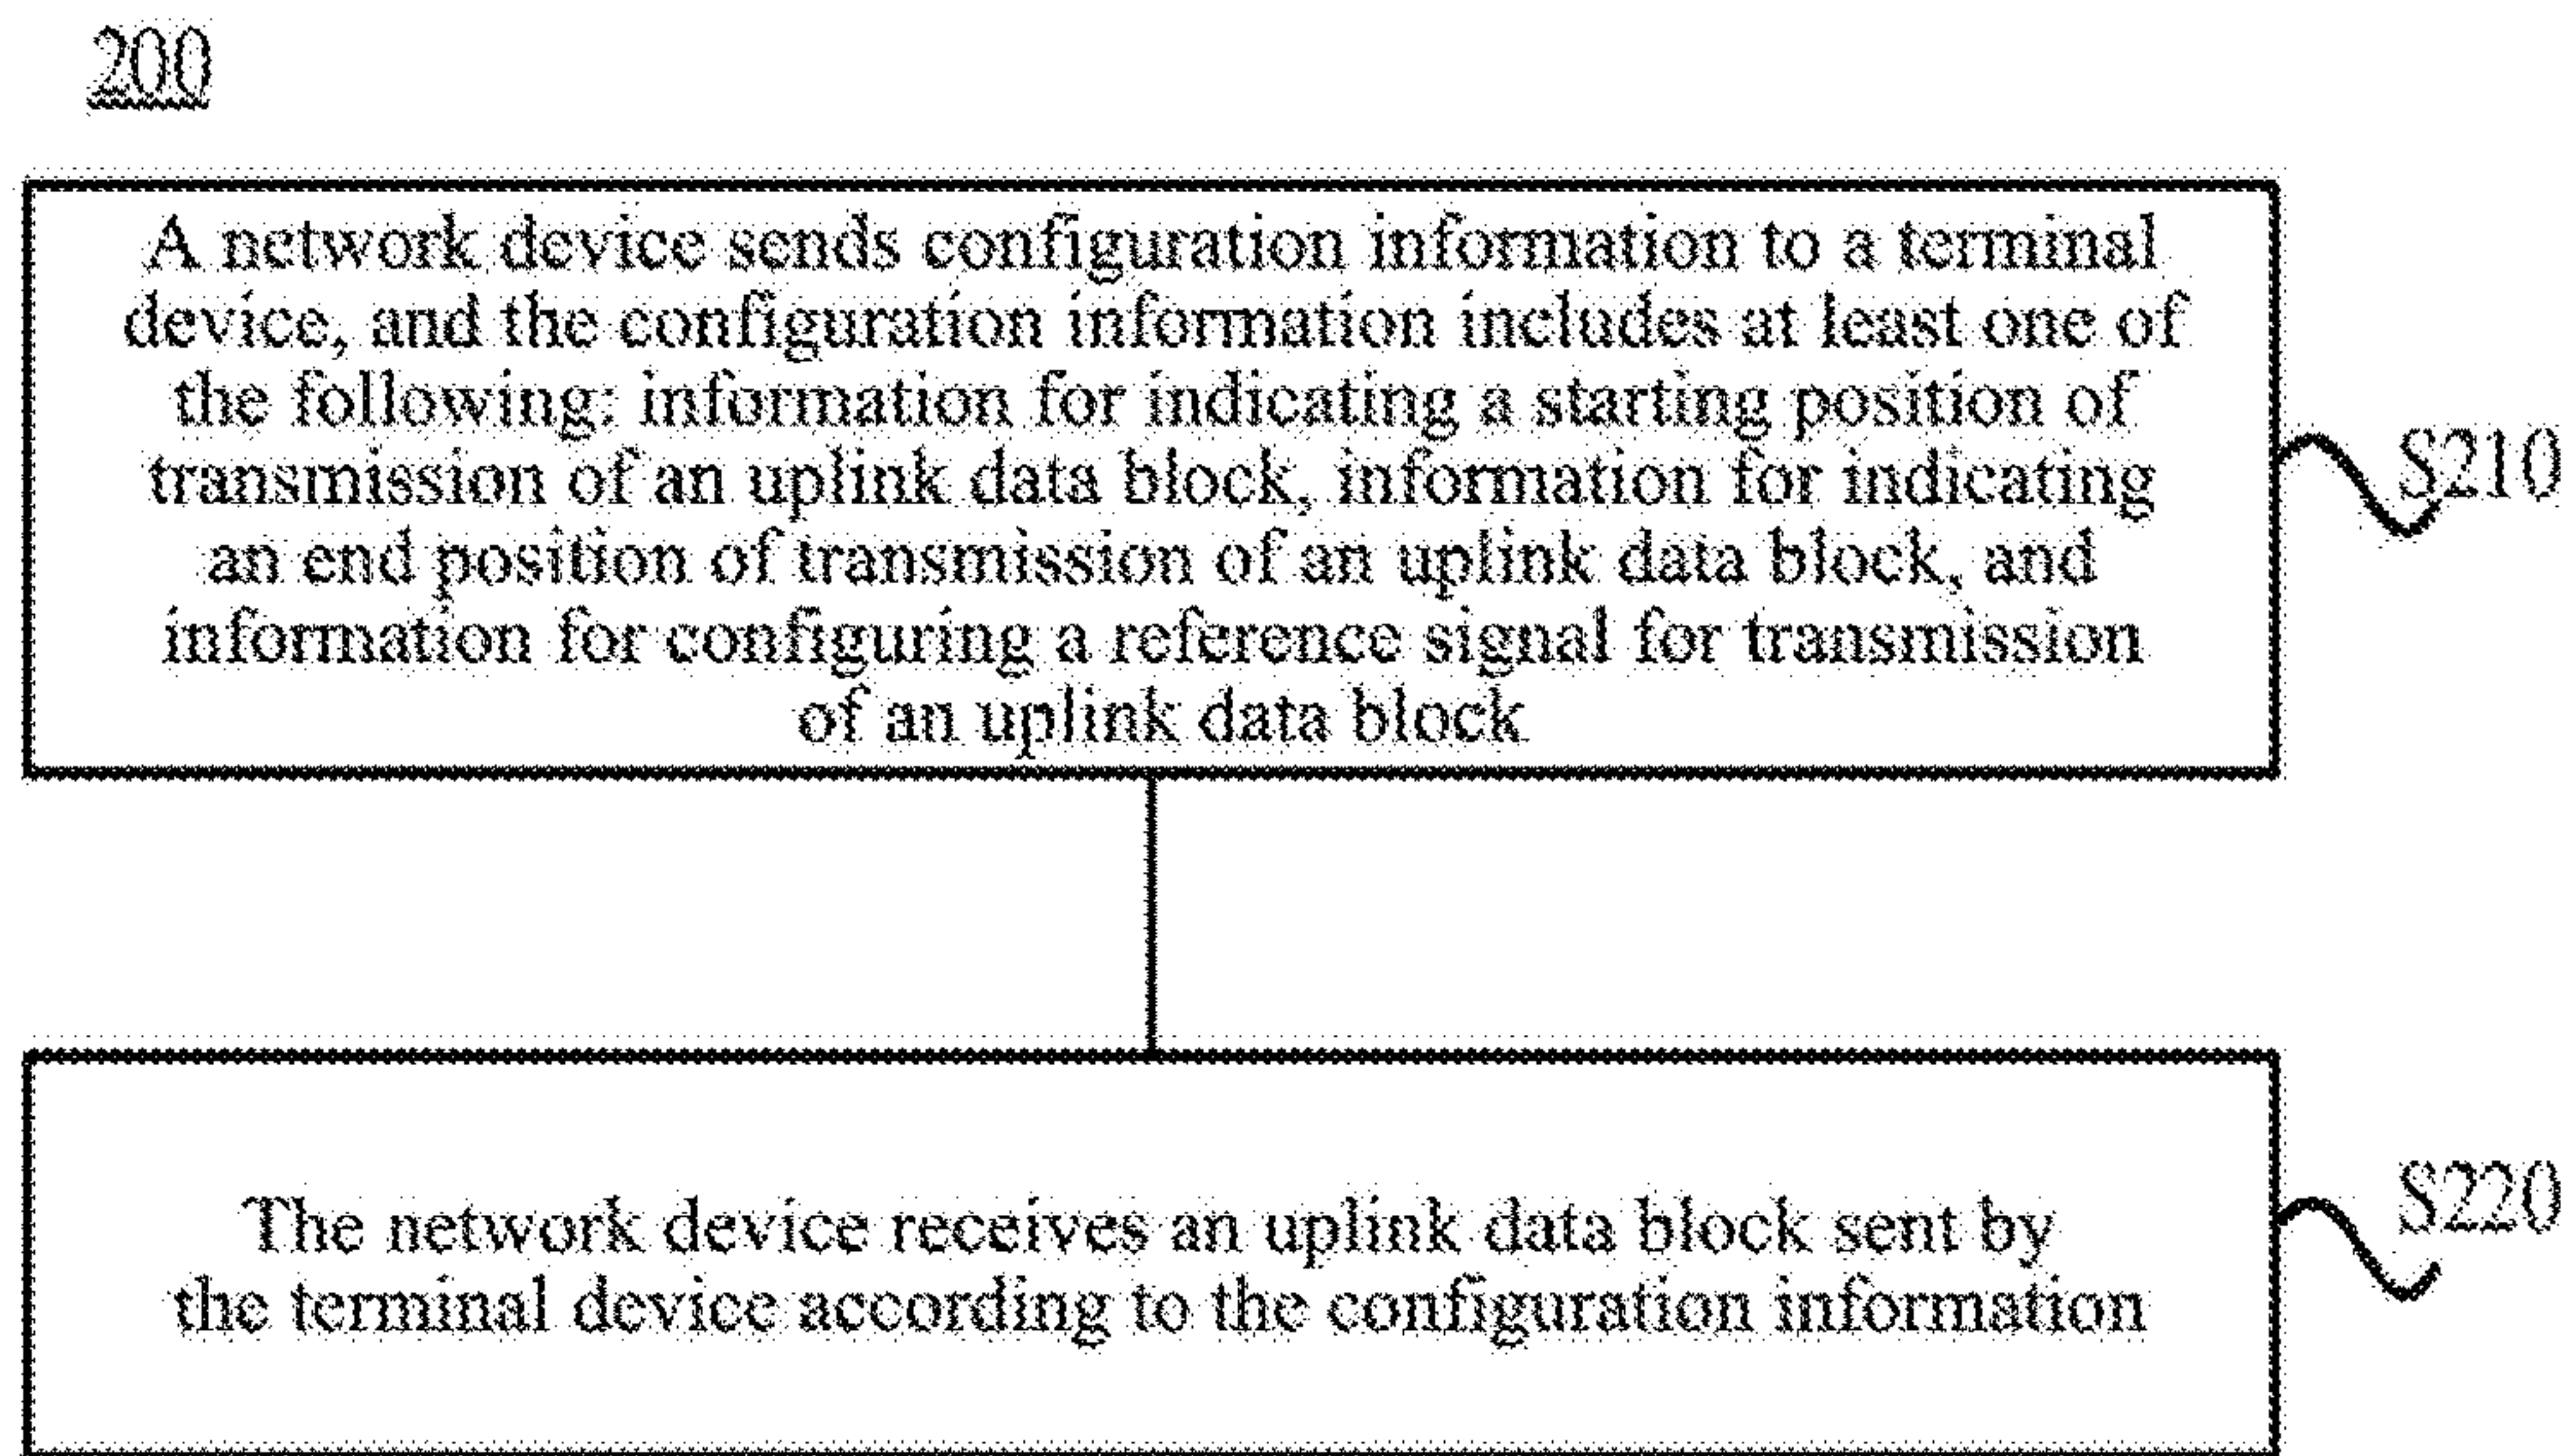 200
A network device sends configuration information to a terminal
device, and the configuration information includes at least one of
the following: information for indicating a starting position of
transmission of an uplink data block, information for indicating
an end position of transmission of an uplink data block, and
information for configuring a reference signal for transmission
of an uplink data block
S210
The network device receives an uplink data block sent by
the terminal device according to the configuration information
S220